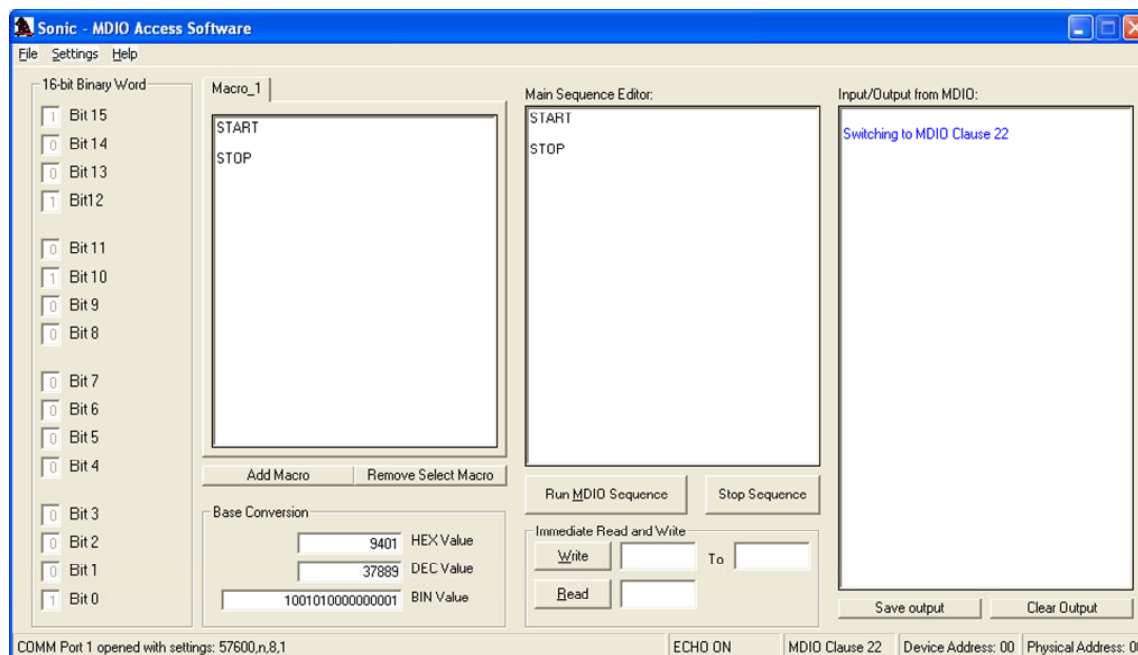 Sonic - MDIO Access Software
File Settings Help
16-bit Binary Word
1 Bit 15
0 Bit 14
0 Bit 13
1 Bit12
0 Bit 11
1 Bit 10
0 Bit 9
0 Bit 8
0 Bit 7
0 Bit 6
0 Bit 5
0 Bit 4
0 Bit 3
0 Bit 2
0 Bit 1
1 Bit 0
Macro_1
START
STOP
Add Macro Remove Select Macro
Base Conversion
9401 HEX Value
37889 DEC Value
1001010000000001 BIN Value
Main Sequence Editor:
START
STOP
Run MDIO Sequence Stop Sequence
Immediate Read and Write
Write To
Read
Input/Output from MDIO:
Switching to MDIO Clause 22
Save output Clear Output
COMM Port 1 opened with settings: 57600,n,8,1 ECHO ON MDIO Clause 22 Device Address: 00 Physical Address: